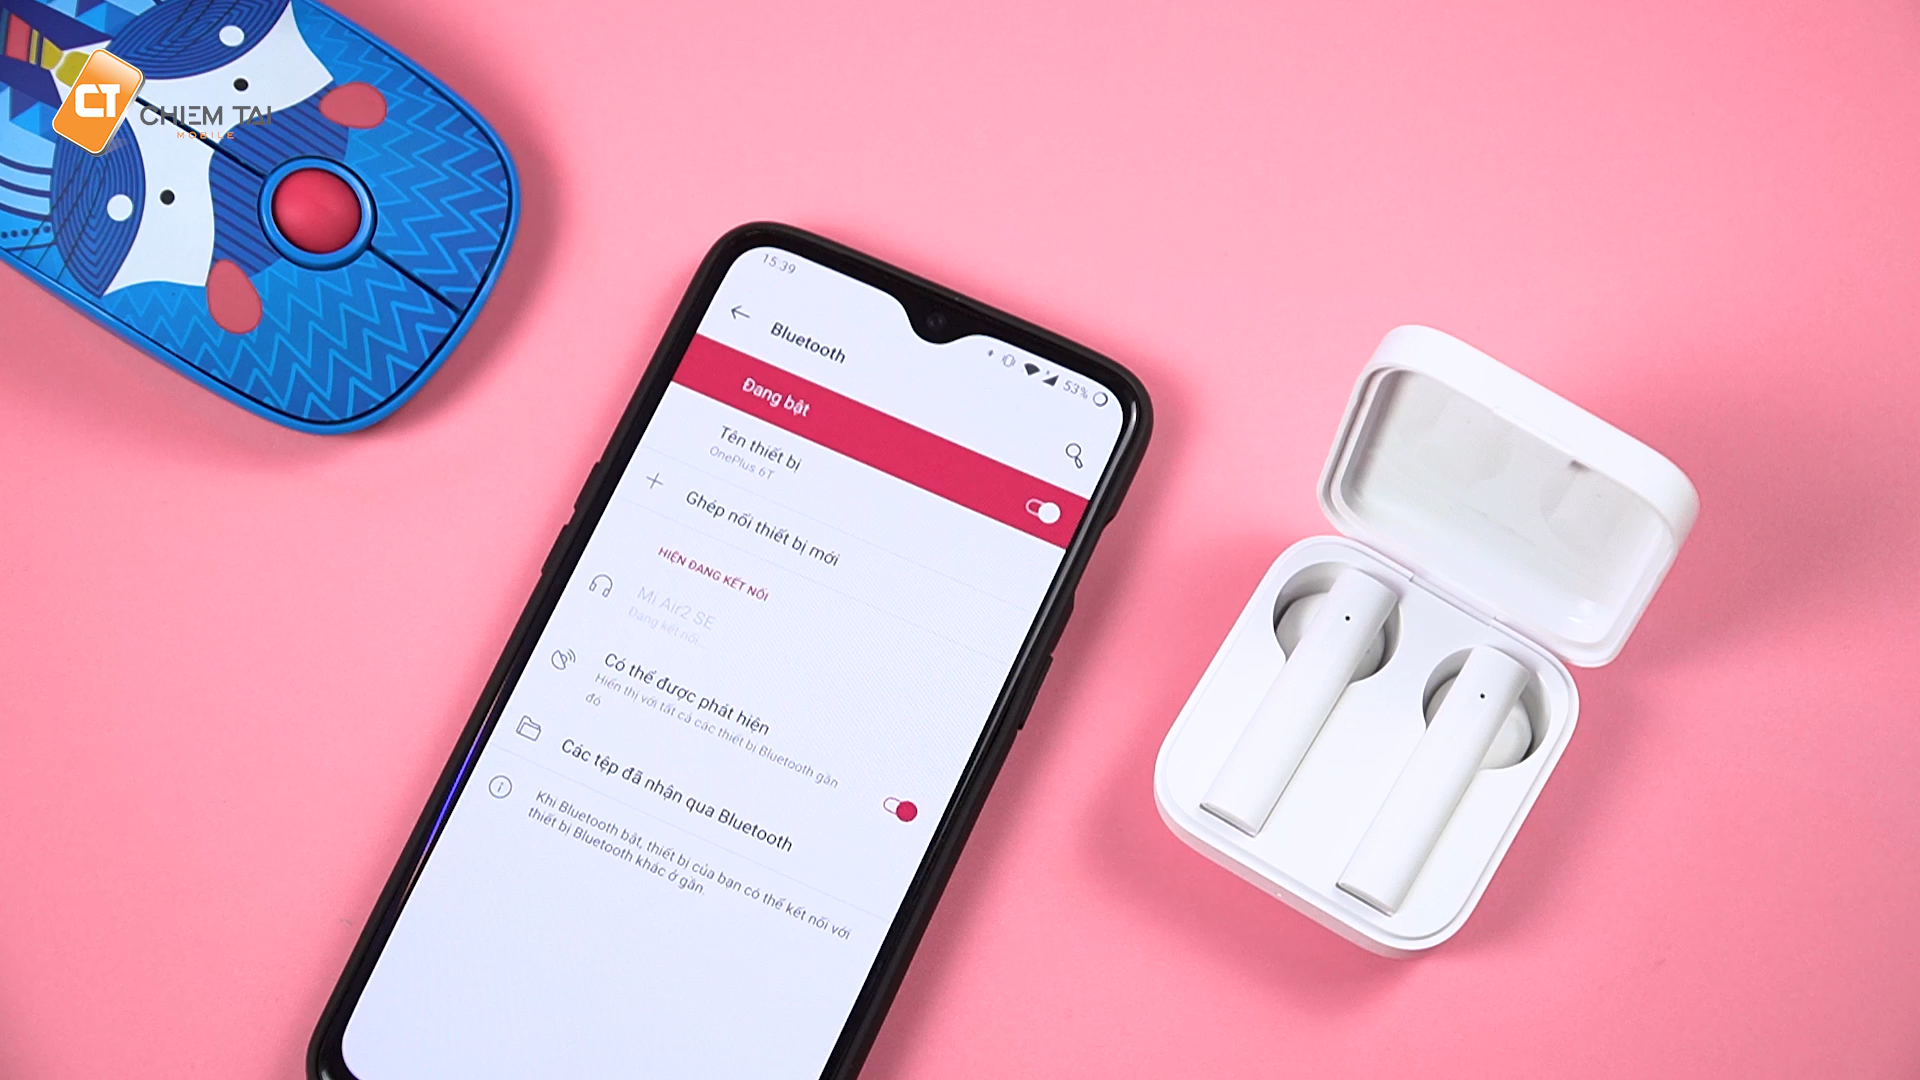 CT
CHIEM TAI
MOBILE
15:39
53%
Bluetooth
Đang bật
Tên thiết bị
OnePlus 6T
Ghép nối thiết bị mới
HIỆN ĐANG KẾT NỐI
Mi Air2 SE
Đang kết nối...
Có thể được phát hiện
Hiển thị với tất cả các thiết bị Bluetooth gần
đó
Các tệp đã nhận qua Bluetooth
Khi Bluetooth bật, thiết bị của bạn có thể kết nối với
thiết bị Bluetooth khác ở gần.